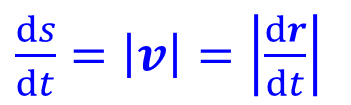 ds/dt = |v| = |dr/dt|